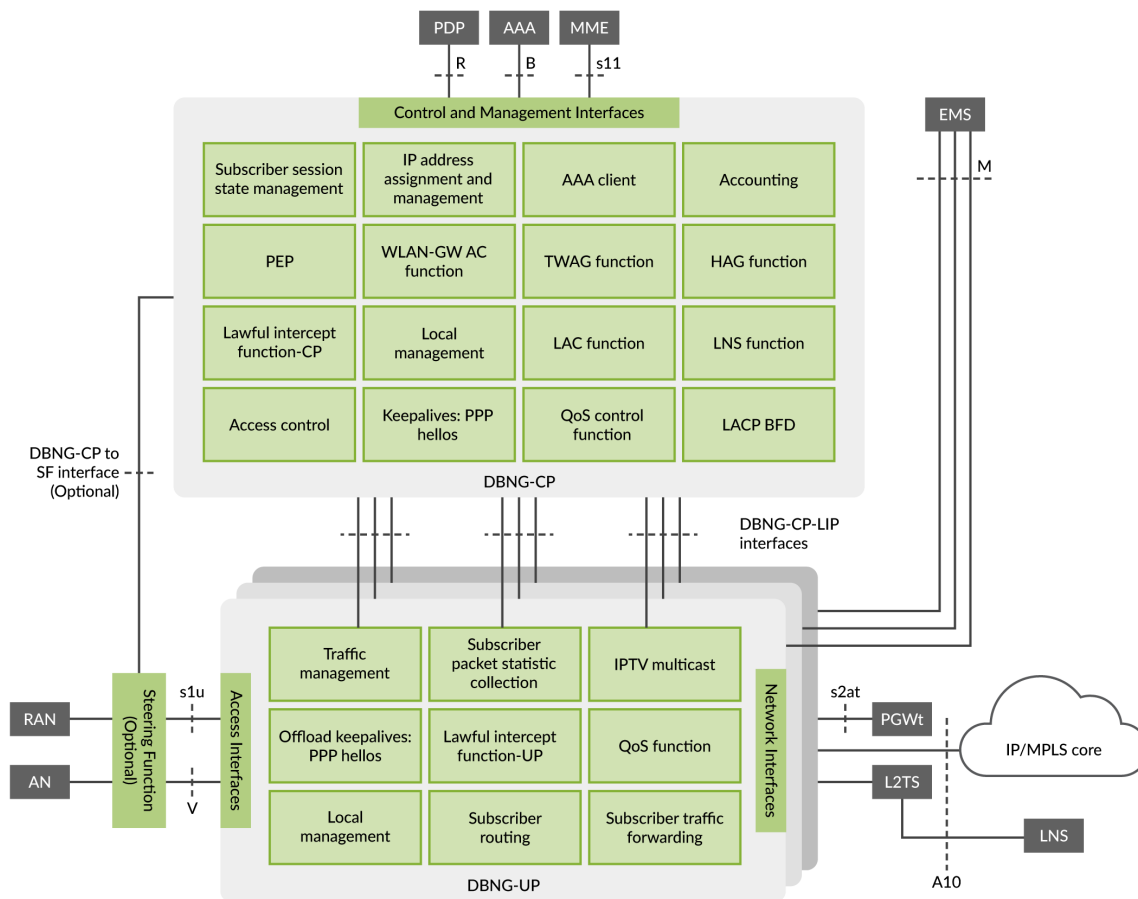 PDP
AAA
MME
R
B
s11
Control and Management Interfaces
EMS
M
Subscriber session
state management
IP address
assignment and
management
AAA client
Accounting
PEP
WLAN-GW AC
function
TWAG function
HAG function
Lawful intercept
function-CP
Local
management
LAC function
LNS function
Access control
Keepalives: PPP
hellos
QoS control
function
LACP BFD
DBNG-CP
DBNG-CP to
SF interface
(Optional)
DBNG-CP-LIP
interfaces
Traffic
management
Subscriber
packet statistic
collection
IPTV multicast
Offload keepalives:
PPP hellos
Lawful intercept
function-UP
QoS function
Local
management
Subscriber
routing
Subscriber traffic
forwarding
DBNG-UP
RAN
AN
Steering Function
(Optional)
s1u
V
Access Interfaces
Network Interfaces
s2at
PGWt
IP/MPLS core
L2TS
LNS
A10